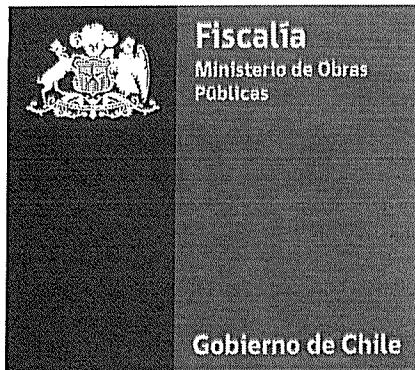 Fiscalía
Ministerio de Obras
Públicas
Gobierno de Chile